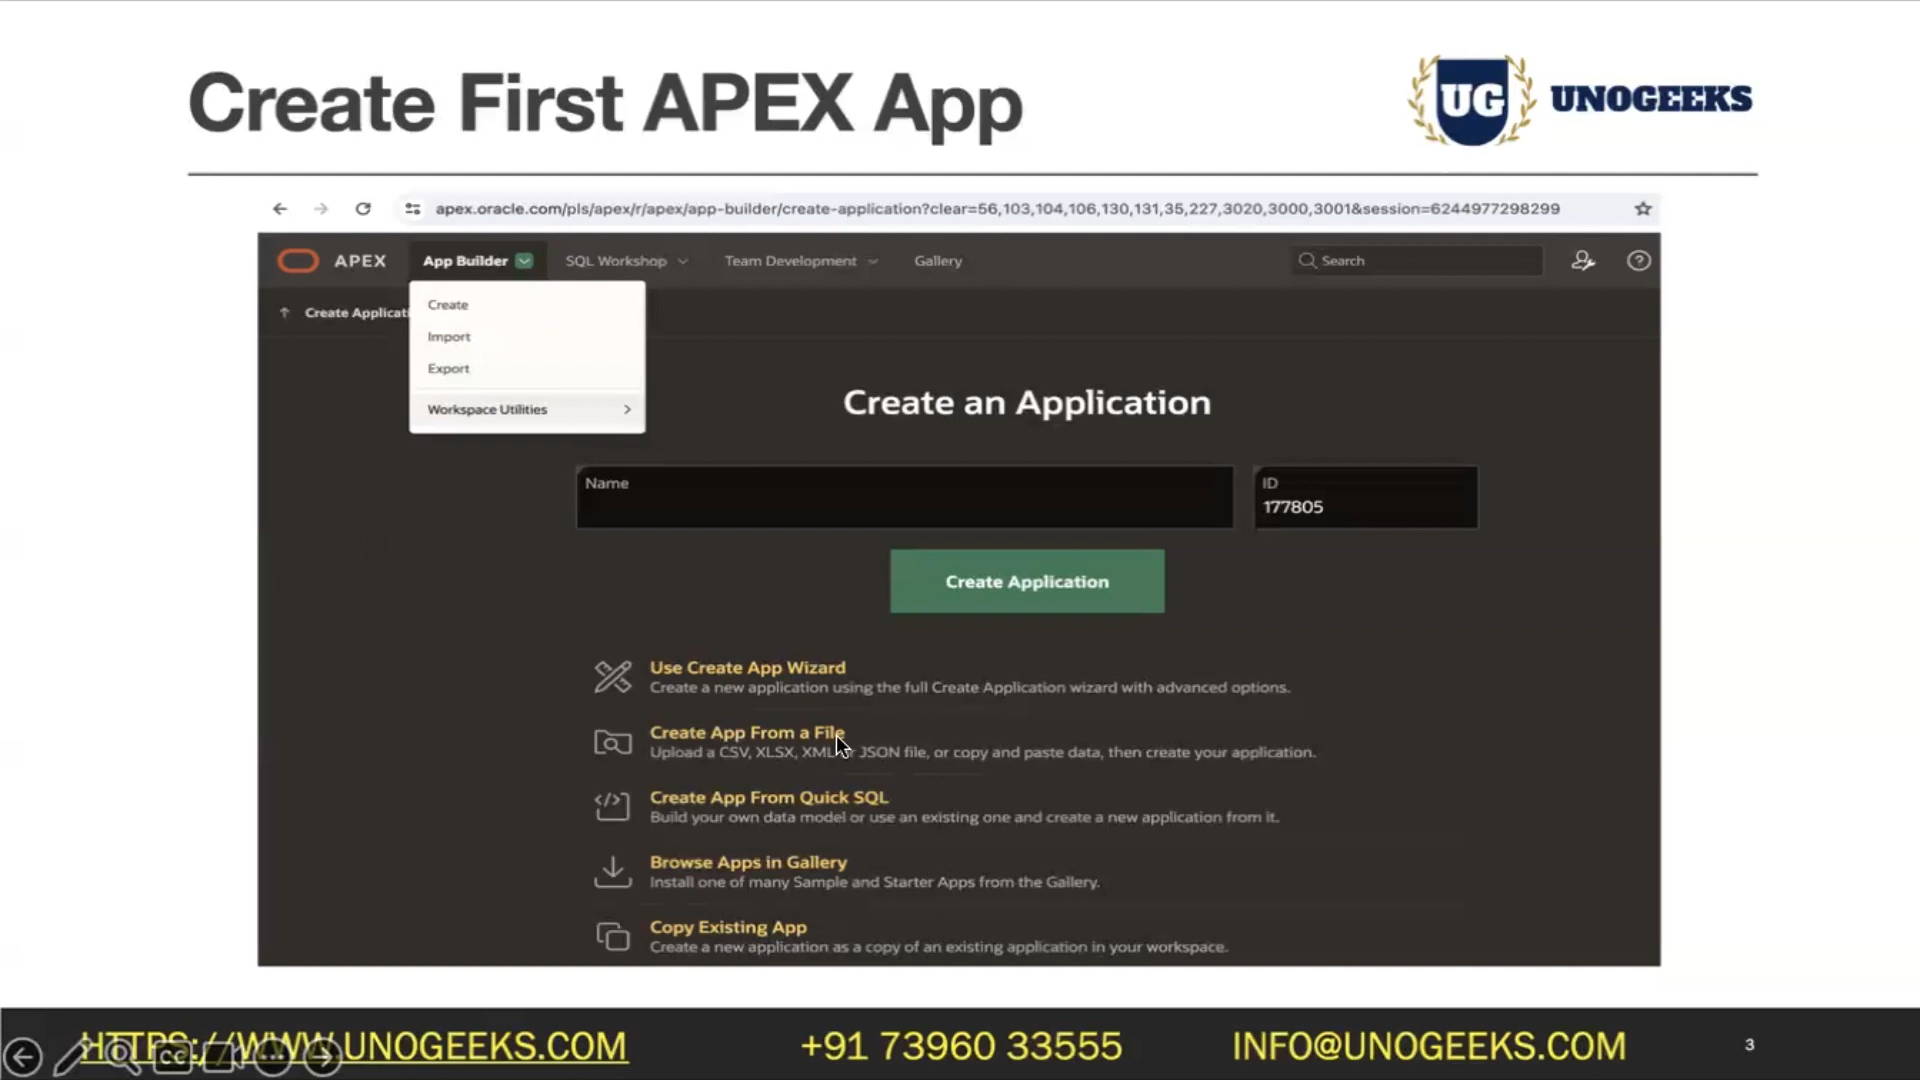 Create First APEX App
UG UNOGEEKS
apex.oracle.com/pls/apex/r/apex/app-builder/create-application?clear=56,103,104,106,130,131,35,227,3020,3000,3001&session=6244977298299
APEX App Builder SQL Workshop Team Development Gallery Search
Create Applicati
Create
Import
Export
Workspace Utilities
Create an Application
Name
ID
177805
Create Application
Use Create App Wizard
Create a new application using the full Create Application wizard with advanced options.
Create App From a File
Upload a CSV, XLSX, XML or JSON file, or copy and paste data, then create your application.
Create App From Quick SQL
Build your own data model or use an existing one and create a new application from it.
Browse Apps in Gallery
Install one of many Sample and Starter Apps from the Gallery.
Copy Existing App
Create a new application as a copy of an existing application in your workspace.
HTTPS://WWW.UNOGEEKS.COM +91 73960 33555 INFO@UNOGEEKS.COM 3
CC